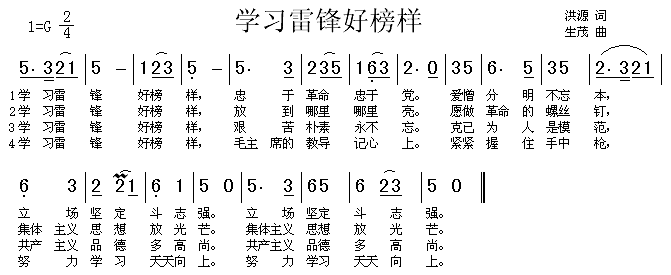 学习雷锋好榜样
洪源 词
1=G 2/4
生茂 曲
5· 3 2 1 | 5 - | 1 2 3 | 5 - | 5· 3 | 2 3 5 | 1 6 3 | 2· 0 | 3 5 | 6· 5 | 3 5 | 2· 3 2 1 |
1学 习雷 锋 好榜 样， 忠 于 革命 忠于 党。 爱憎 分 明 不忘 本，
2学 习雷 锋 好榜 样， 放 到 哪里 哪里 亮。 愿做 革命 的 螺丝 钉，
3学 习雷 锋 好榜 样， 艰 苦 朴素 永不 忘。 克己 为 人 是模 范，
4学 习雷 锋 好榜 样， 毛主 席的 教导 记心 上。 紧紧 握 住 手中 枪，
6 3 | 2 2 1 | 6 1 | 5 0 | 5· 3 | 6 5 | 6 2 3 | 5 0 ‖
立 场 坚 定 斗 志 强。 立 场 坚定 斗 志 强。
集体 主义 思 想 放 光 芒。 集体主义 思想 放 光 芒。
共产 主义 品 德 多 高 尚。 共产主义 品德 多 高 尚。
努 力 学 习 天天 向 上。 努 力 学习 天天 向 上。